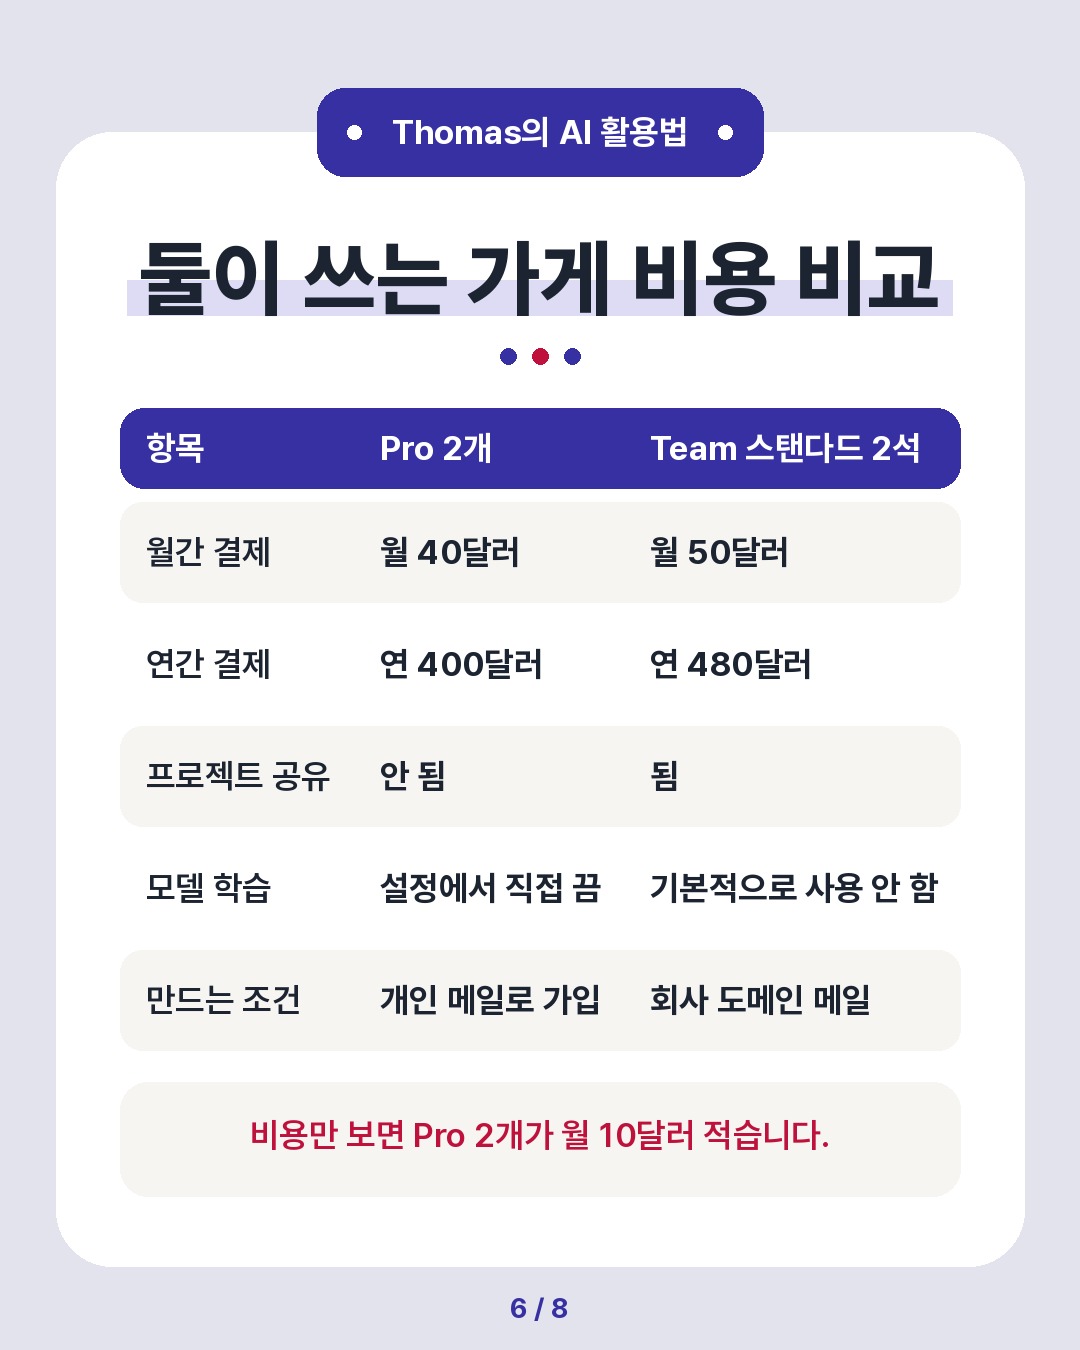 Thomas의 AI 활용법
둘이 쓰는 가게 비용 비교
항목 Pro 2개 Team 스탠다드 2석
월간 결제 월 40달러 월 50달러
연간 결제 연 400달러 연 480달러
프로젝트 공유 안 됨 됨
모델 학습 설정에서 직접 끔 기본적으로 사용 안 함
만드는 조건 개인 메일로 가입 회사 도메인 메일
비용만 보면 Pro 2개가 월 10달러 적습니다.
6 / 8